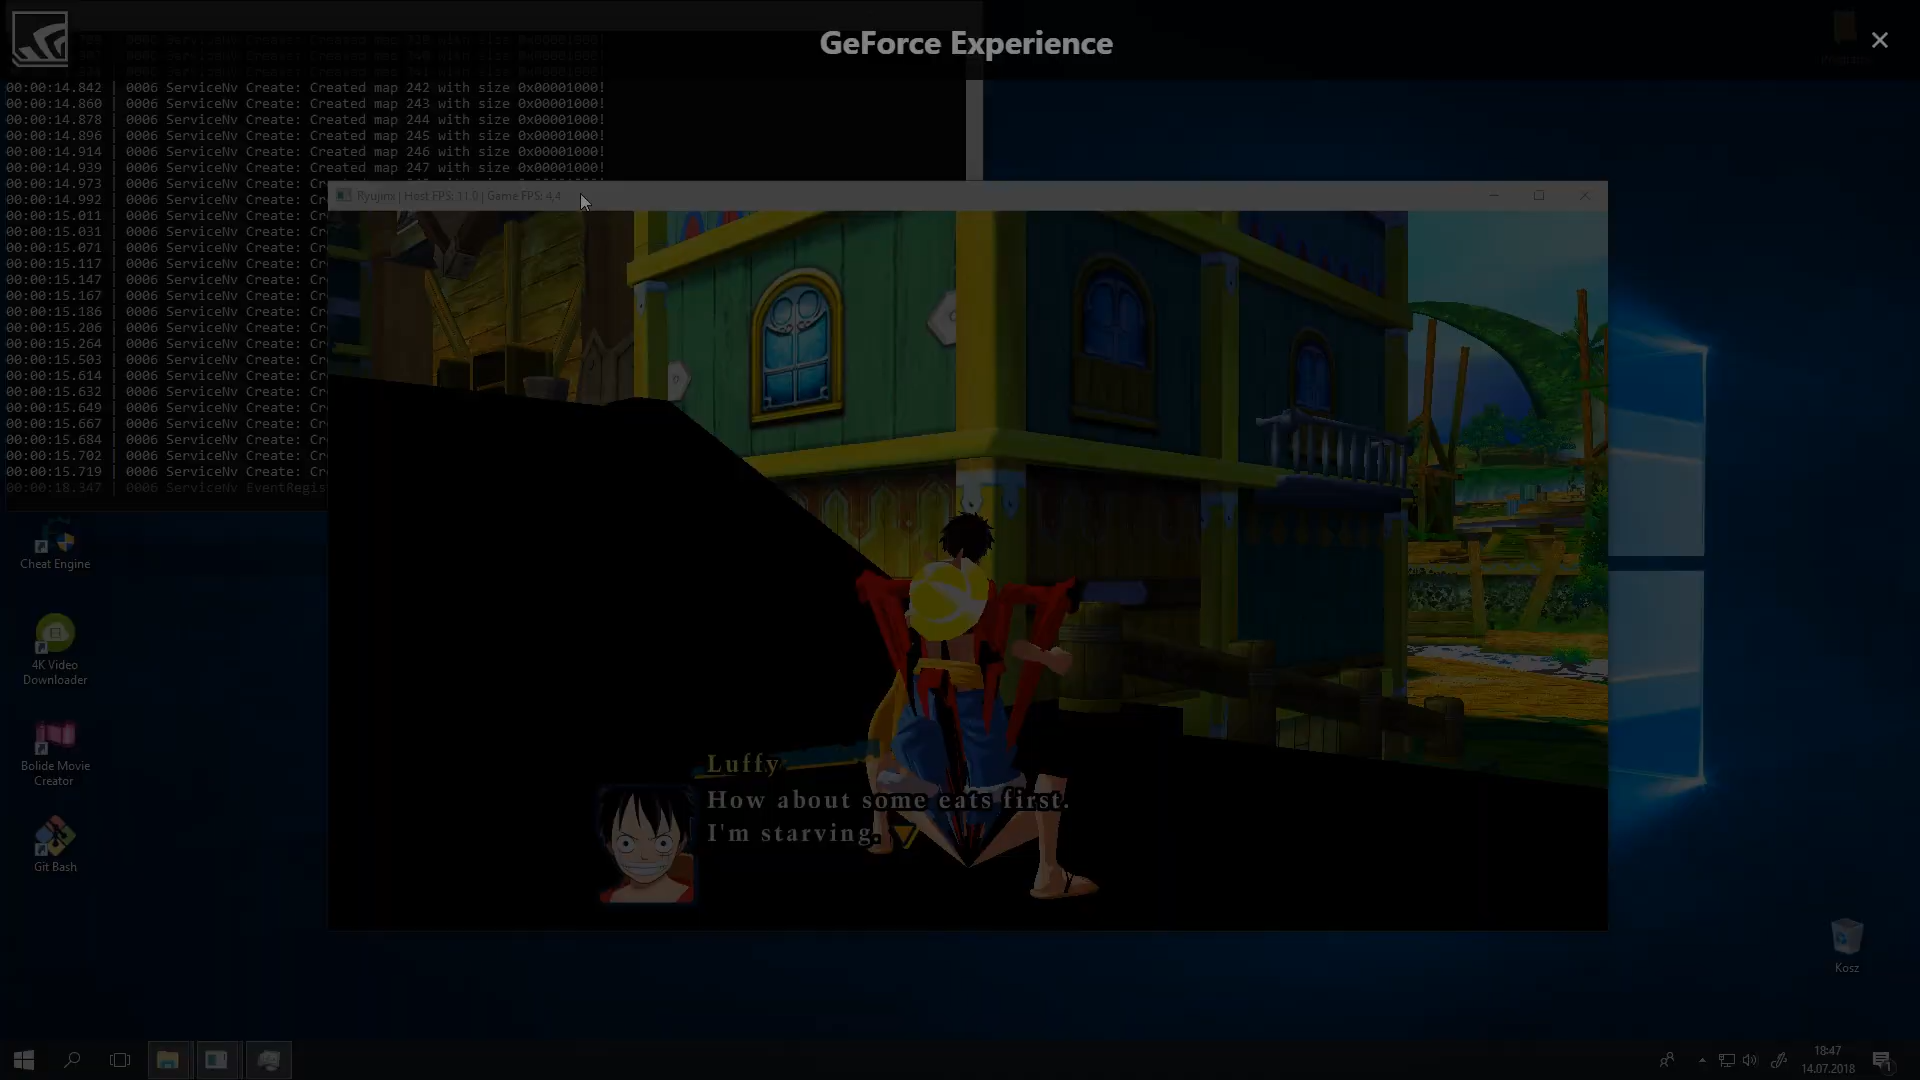 GeForce Experience
00:00:14.842 | 0006 ServiceNv Create: Created map 242 with size 0x00001000!
00:00:14.860 | 0006 ServiceNv Create: Created map 243 with size 0x00001000!
00:00:14.878 | 0006 ServiceNv Create: Created map 244 with size 0x00001000!
00:00:14.896 | 0006 ServiceNv Create: Created map 245 with size 0x00001000!
00:00:14.914 | 0006 ServiceNv Create: Created map 246 with size 0x00001000!
00:00:14.939 | 0006 ServiceNv Create: Created map 247 with size 0x00001000!
00:00:14.973 | 0006 ServiceNv Create:
00:00:14.992 | 0006 ServiceNv Create: Cr
00:00:15.011 | 0006 ServiceNv Create: Cr
00:00:15.031 | 0006 ServiceNv Create: Cr
00:00:15.071 | 0006 ServiceNv Create: Cr
00:00:15.117 | 0006 ServiceNv Create: Cr
00:00:15.147 | 0006 ServiceNv Create: Cr
00:00:15.167 | 0006 ServiceNv Create: Cr
00:00:15.186 | 0006 ServiceNv Create: Cr
00:00:15.206 | 0006 ServiceNv Create: Cr
00:00:15.264 | 0006 ServiceNv Create: Cr
00:00:15.503 | 0006 ServiceNv Create: Cr
00:00:15.614 | 0006 ServiceNv Create: Cr
00:00:15.632 | 0006 ServiceNv Create: Cr
00:00:15.649 | 0006 ServiceNv Create: Cr
00:00:15.667 | 0006 ServiceNv Create: Cr
00:00:15.684 | 0006 ServiceNv Create: Cr
00:00:15.702 | 0006 ServiceNv Create: Cr
00:00:15.719 | 0006 ServiceNv Create: Cr
00:00:18.347 | 0006 ServiceNv EventRegis
Ryujinx | Host FPS: 11,0 | Game FPS: 4,4
Luffy
How about some eats first.
I'm starving.
Cheat Engine
4K Video
Downloader
Bolide Movie
Creator
Git Bash
Kosz
18:47
14.07.2018
1